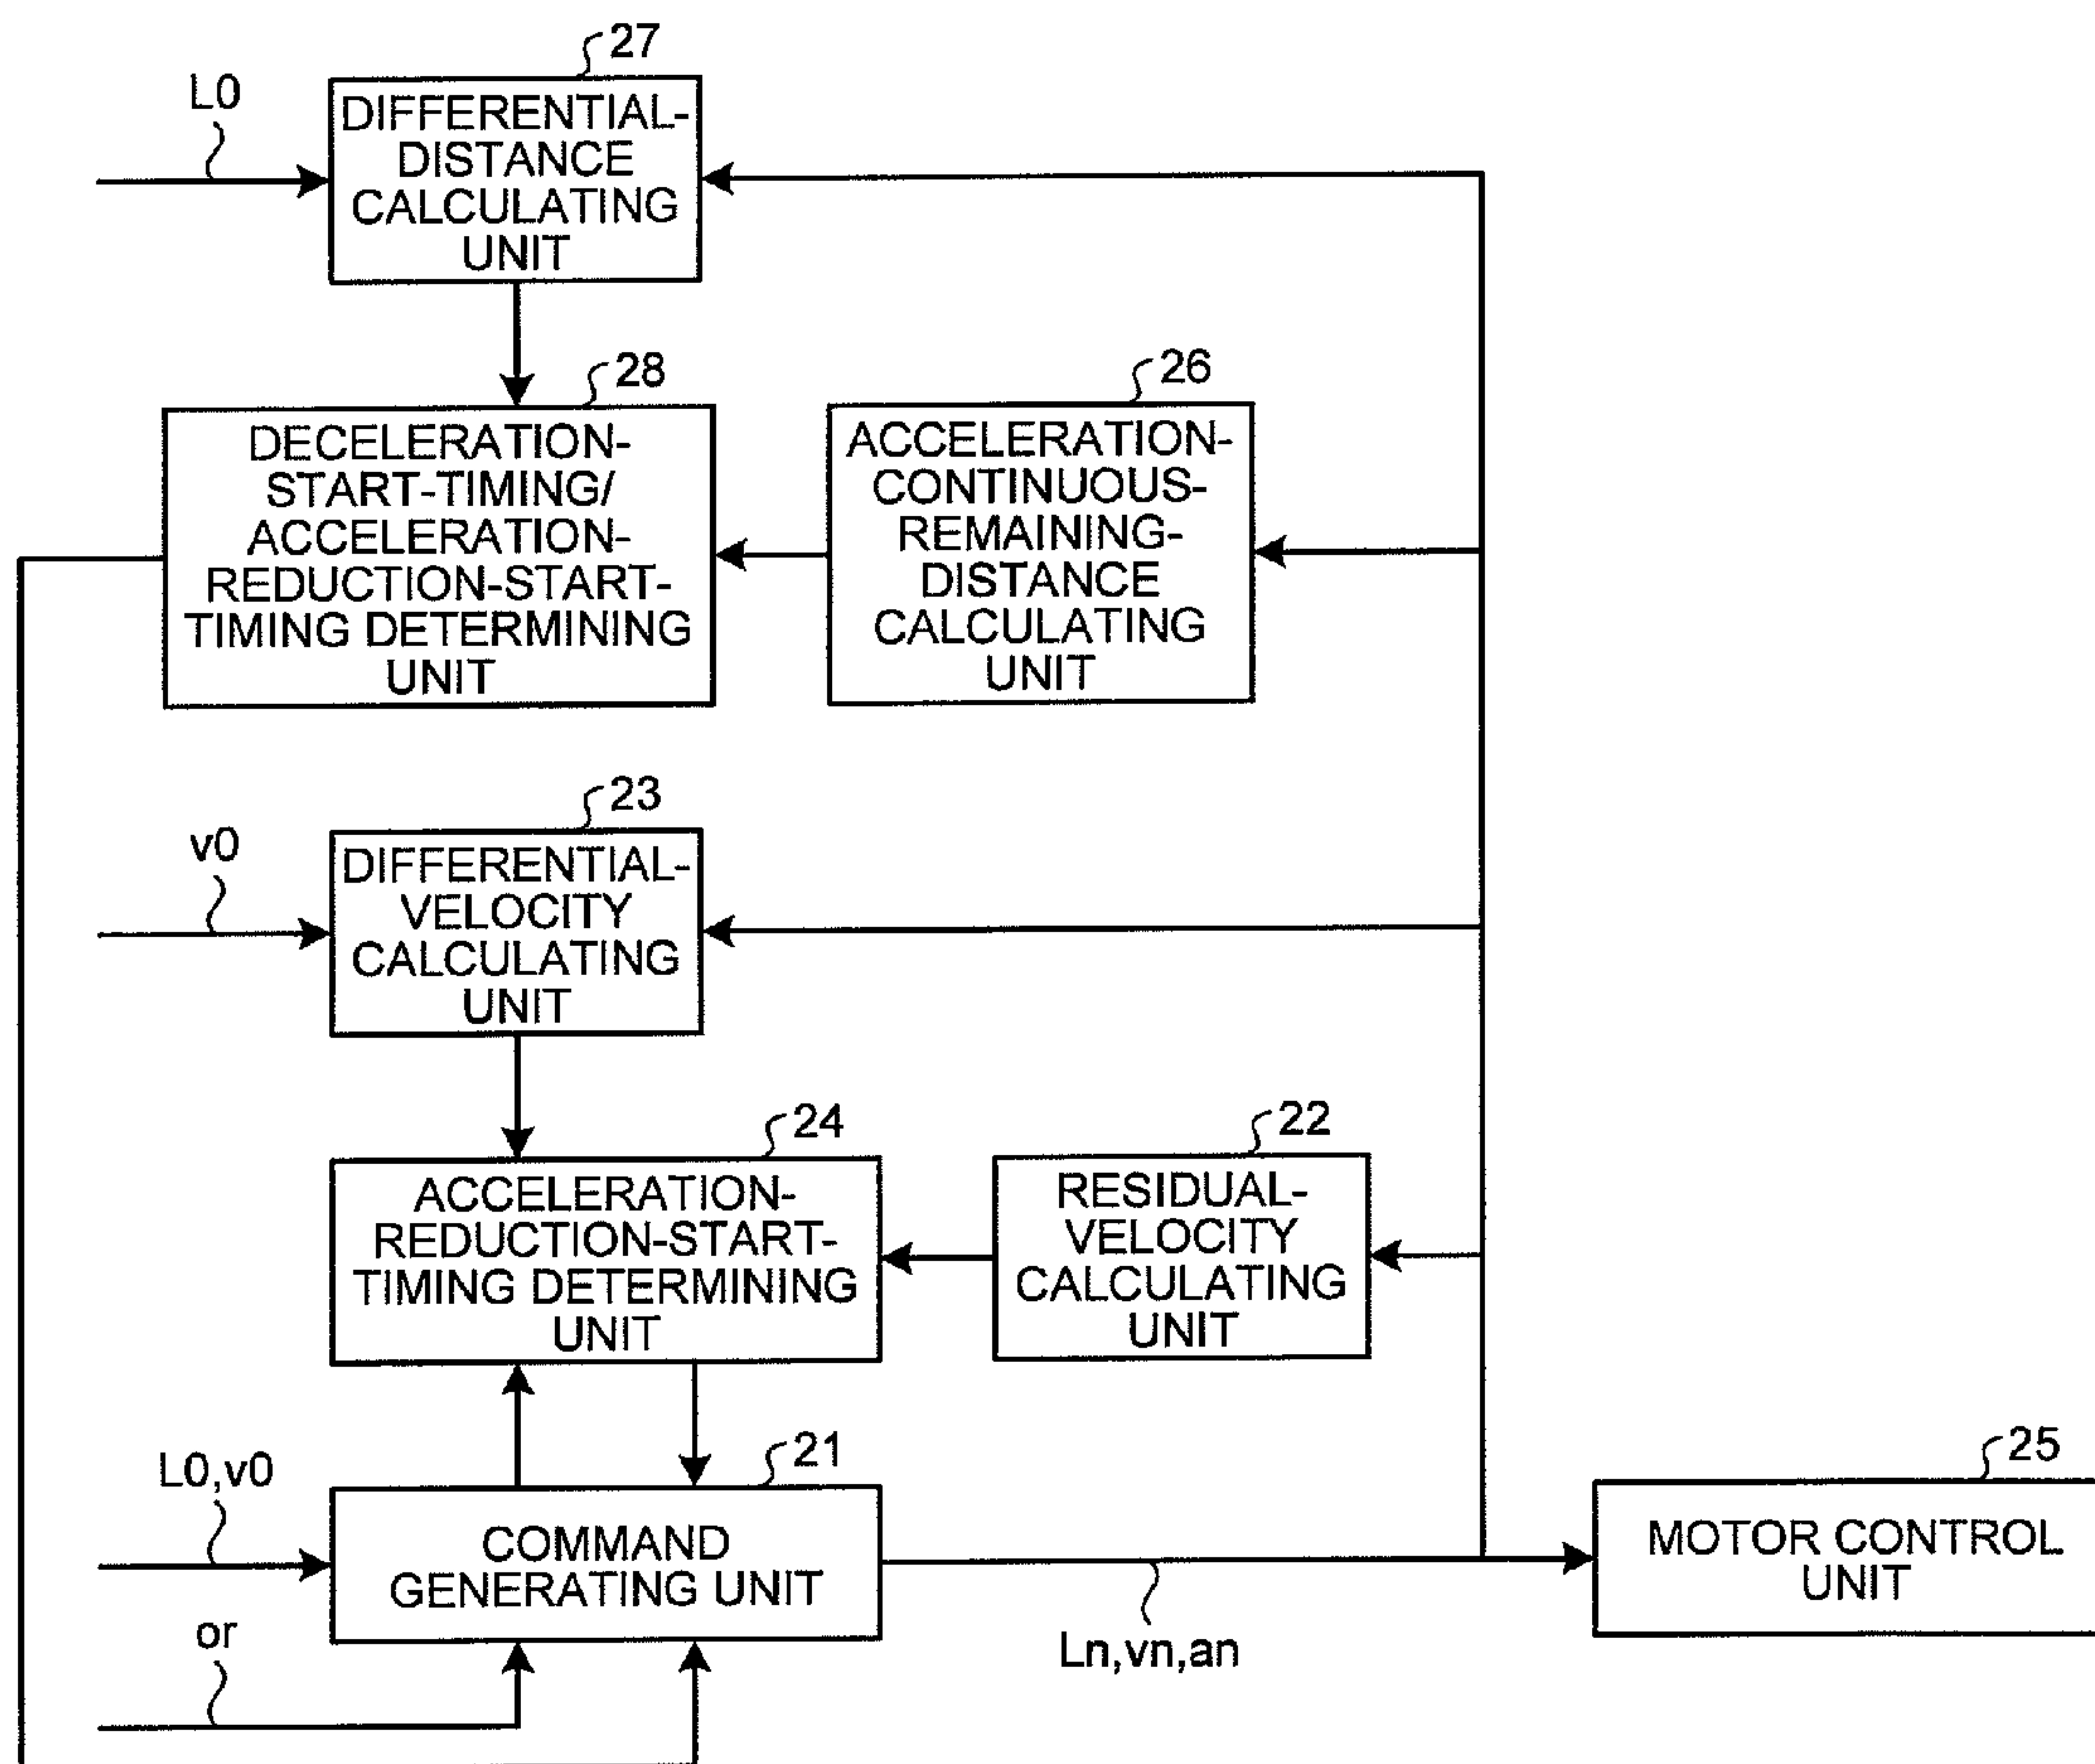 27
L0
DIFFERENTIAL-
DISTANCE
CALCULATING
UNIT
28
DECELERATION-
START-TIMING/
ACCELERATION-
REDUCTION-START-
TIMING DETERMINING
UNIT
26
ACCELERATION-
CONTINUOUS-
REMAINING-
DISTANCE
CALCULATING
UNIT
23
v0
DIFFERENTIAL-
VELOCITY
CALCULATING
UNIT
24
ACCELERATION-
REDUCTION-START-
TIMING DETERMINING
UNIT
22
RESIDUAL-
VELOCITY
CALCULATING
UNIT
21
L0,v0
COMMAND
GENERATING UNIT
25
MOTOR CONTROL
UNIT
or
Ln,vn,an